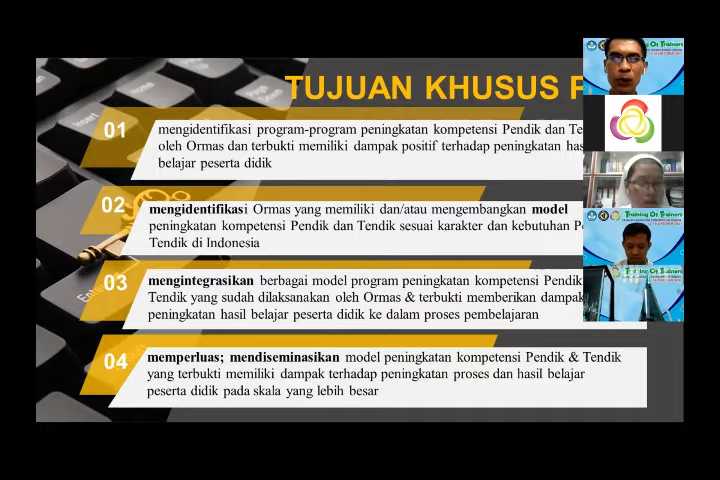 TUJUAN KHUSUS
01
mengidentifikasi program-program peningkatan kompetensi Pendik dan
oleh Ormas dan terbukti memiliki dampak positif terhadap peningkatan
belajar peserta didik
02
mengidentifikasi Ormas yang memiliki dan/atau mengembangkan model
peningkatan kompetensi Pendik dan Tendik sesuai karakter dan kebutuhan
Tendik di Indonesia
03
mengintegrasikan berbagai model program peningkatan kompetensi Pendik
Tendik yang sudah dilaksanakan oleh Ormas & terbukti memberikan dampak
peningkatan hasil belajar peserta didik ke dalam proses pembelajaran
04
memperluas; mendiseminasikan model peningkatan kompetensi Pendik & Tendik
yang terbukti memiliki dampak terhadap peningkatan proses dan hasil belajar
peserta didik pada skala yang lebih besar
Training Of Trainers
Training Of Trainers
Training Of Trainers
Insert